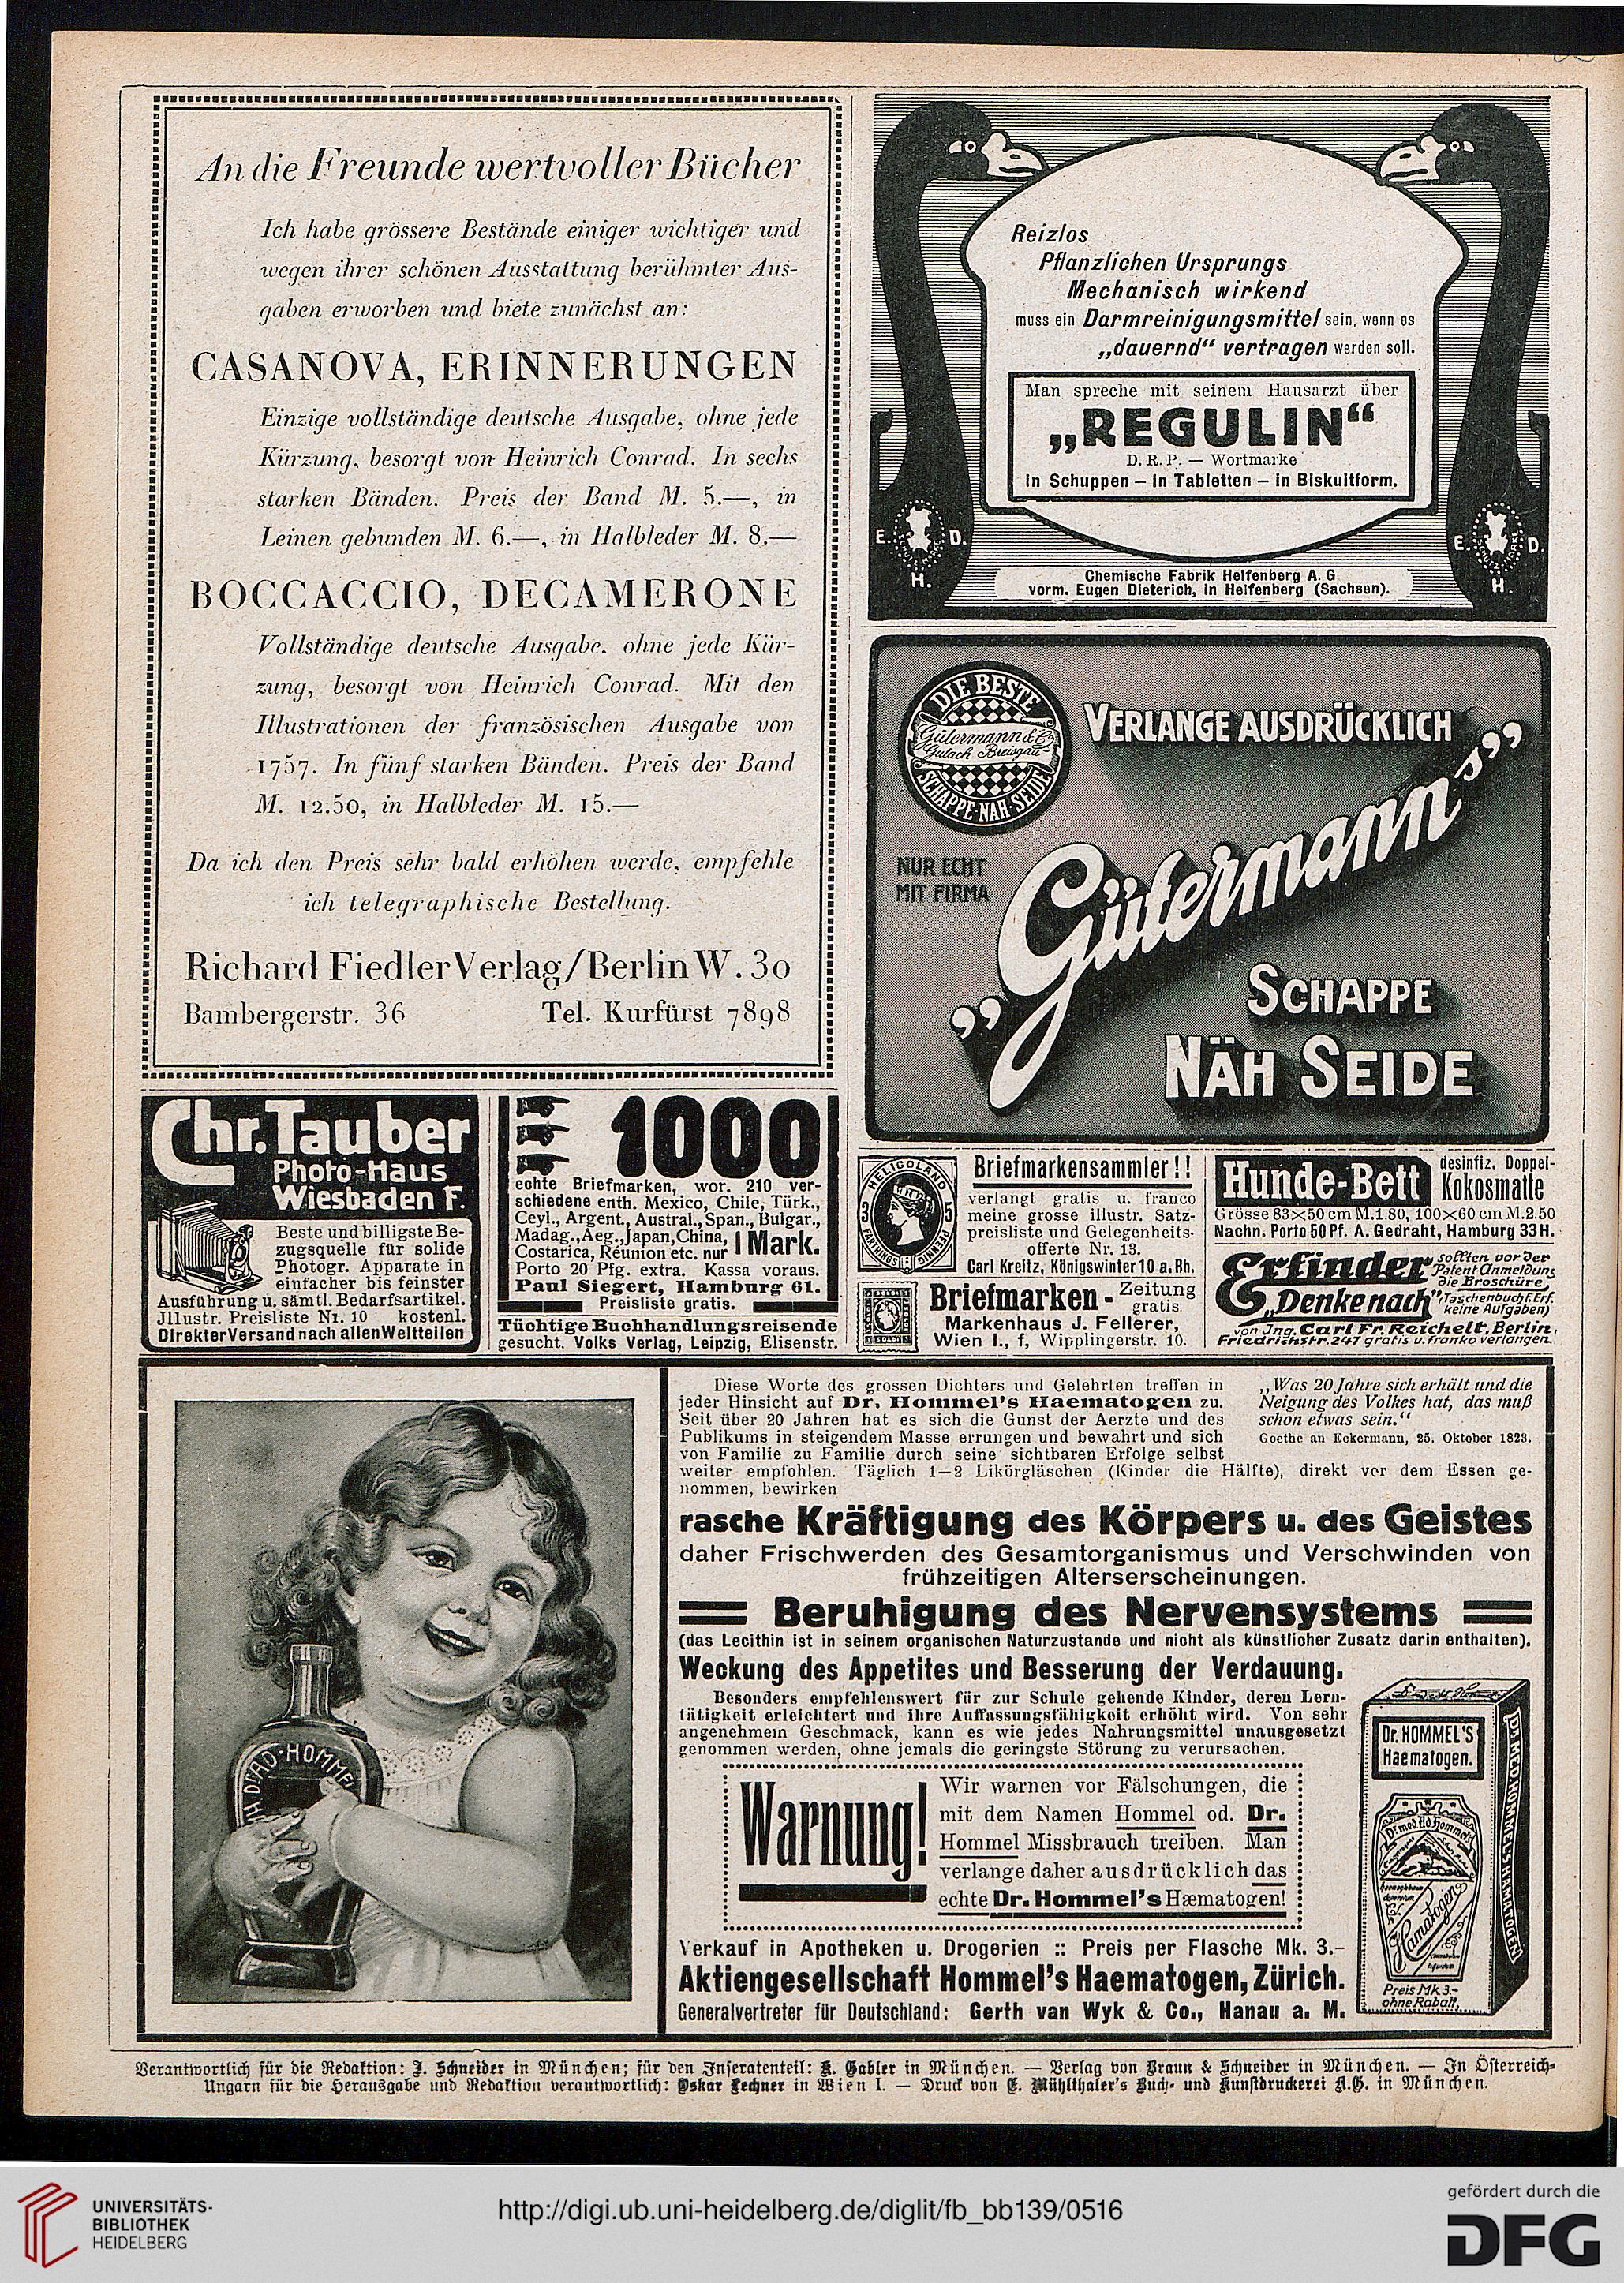 An die Freunde wertvoller Bücher
Ich habe grössere Bestände einiger wichtiger und
wegen ihrer schönen Ausstattung berühmter Aus-
gaben erworben und biete zunächst an:
CASANOVA, ERINNERUNGEN
Einzige vollständige deutsche Ausgabe, ohne jede
Kürzung, besorgt von Heinrich Conrad. In sechs
starken Bänden. Preis der Band M. 5.—, in
Leinen gebunden M. 6.—, in Halbleder M. 8.—
BOCCACCIO, DECAMERONE
Vollständige deutsche Ausgabe, ohne jede Kür-
zung, besorgt von Heinrich Conrad. Mit den
Illustrationen der französischen Ausgabe von
1757. In fünf starken Bänden. Preis der Band
M. 12.50, in Halbleder M. 15.—
Da ich den Preis sehr bald erhöhen werde, empfehle
ich telegraphische Bestellung.
Richard Fiedler Verlag/Berlin W. 30
Bambergerstr. 36 Tel. Kurfürst 7898
Reizlos
Pflanzlichen Ursprungs
Mechanisch wirkend
muss ein Darmreinigungsmittel sein, wenn es
„dauernd“ vertragen werden soll.
Man spreche mit seinem Hausarzt über
„REGULIN“
D. R. P. — Wortmarke
in Schuppen – in Tabletten – in Biskuitform.
E. D.
H.
E. D.
H.
Chemische Fabrik Helfenberg A. G
vorm. Eugen Dieterich, in Helfenberg (Sachsen).
DIE BESTE
Gütermann & Co
Gutach Breisgau
SCHAPPE-NÄH-SEIDE
VERLANGE AUSDRÜCKLICH
NUR ECHT
MIT FIRMA
„Gütermann”
SCHAPPE
NÄH SEIDE
Chr. Tauber
Photo-Haus
Wiesbaden F.
Beste und billigste Be-
zugsquelle für solide
Photogr. Apparate in
einfacher bis feinster
Ausführung u. sämtl. Bedarfsartikel.
Jllustr. Preisliste Nr. 10 kostenl.
Direkter Versand nach allen Weltteilen
1000
echte Briefmarken, wor. 210 ver-
schiedene enth. Mexico, Chile, Türk.,
Ceyl., Argent., Austral., Span., Bulgar.,
Madag., Aeg., Japan, China,
Costarica, Réunion etc. nur 1 Mark.
Porto 20 Pfg. extra. Kassa voraus.
Paul Siegert, Hamburg 61.
Preisliste gratis.
Tüchtige Buchhandlungsreisende
gesucht. Volks Verlag, Leipzig, Elisenstr.
HELIGOLAND
3 FARTHINGS
5 PFENNIG
Briefmarkensammler!!
verlangt gratis u. franco
meine grosse illustr. Satz-
preisliste und Gelegenheits-
offerte Nr. 13.
Carl Kreitz, Königswinter 10 a. Rh.
Briefmarken- Zeitung
gratis.
Markenhaus J. Fellerer,
Wien I., f, Wipplingerstr. 10.
Hunde-Bett desinfiz. Doppel-
Kokosmatte
Grösse 83×50 cm M. 1.80, 100×60 cm M. 2.50
Nachn. Porto 50 Pf. A. Gedraht, Hamburg 33 H.
Erfinder sollten vor der
Patent Anmeldung
die Broschüre
„Denke nach“ (Taschenbuch f. Erf.
keine Aufgaben)
von Jng. Carl Fr. Reichelt, Berlin,
Friedrichstr. 247 gratis u. franko verlangen.
Diese Worte des grossen Dichters und Gelehrten treffen in
jeder Hinsicht auf Dr. Hommel's Haematogen zu.
Seit über 20 Jahren hat es sich die Gunst der Aerzte und des
Publikums in steigendem Masse errungen und bewahrt und sich
von Familie zu Familie durch seine sichtbaren Erfolge selbst
weiter empfohlen. Täglich 1—2 Likörgläschen (Kinder die Hälfte), direkt vor dem Essen ge-
nommen, bewirken
„Was 20 Jahre sich erhält und die
Neigung des Volkes hat, das muß
schon etwas sein.“
Goethe an Eckermann, 25. Oktober 1823.
rasche Kräftigung des Körpers u. des Geistes
daher Frischwerden des Gesamtorganismus und Verschwinden von
frühzeitigen Alterserscheinungen.
Beruhigung des Nervensystems
(das Lecithin ist in seinem organischen Naturzustande und nicht als künstlicher Zusatz darin enthalten).
Weckung des Appetites und Besserung der Verdauung.
Besonders empfehlenswert für zur Schule gehende Kinder, deren Lern-
tätigkeit erleichtert und ihre Auffassungsfähigkeit erhöht wird. Von sehr
angenehmem Geschmack, kann es wie jedes Nahrungsmittel unausgesetzt
genommen werden, ohne jemals die geringste Störung zu verursachen.
Warnung!
Wir warnen vor Fälschungen, die
mit dem Namen Hommel od. Dr.
Hommel Missbrauch treiben. Man
verlange daher ausdrücklich das
echte Dr. Hommel's Hæmatogen!
Verkauf in Apotheken u. Drogerien :: Preis per Flasche Mk. 3.–
Aktiengesellschaft Hommel's Haematogen, Zürich.
Generalvertreter für Deutschland: Gerth van Wyk & Co., Hanau a. M.
Dr. HOMMEL'S
Haematogen.
Dr. med. Ad. Hommel's
Hämatogen
Dr. MED. HOMMEL'S HÆMATOGEN
Preis Mk 3.–
ohne Rabatt.
H D: AD. HOMMEL
Verantwortlich für die Redaktion: J. Schneider in München; für den Inseratenteil: K. Gabler in München. — Verlag von Braun & Schneider in München. — In Österreich-
Ungarn für die Herausgabe und Redaktion verantwortlich: Oskar Lechner in Wien I. — Druck von E. Mühlthaler's Buch- und Kunstdruckerei A.G. in München.
UNIVERSITÄTS-
BIBLIOTHEK
HEIDELBERG
http://digi.ub.uni-heidelberg.de/diglit/fb_bb139/0516
gefördert durch die
DFG